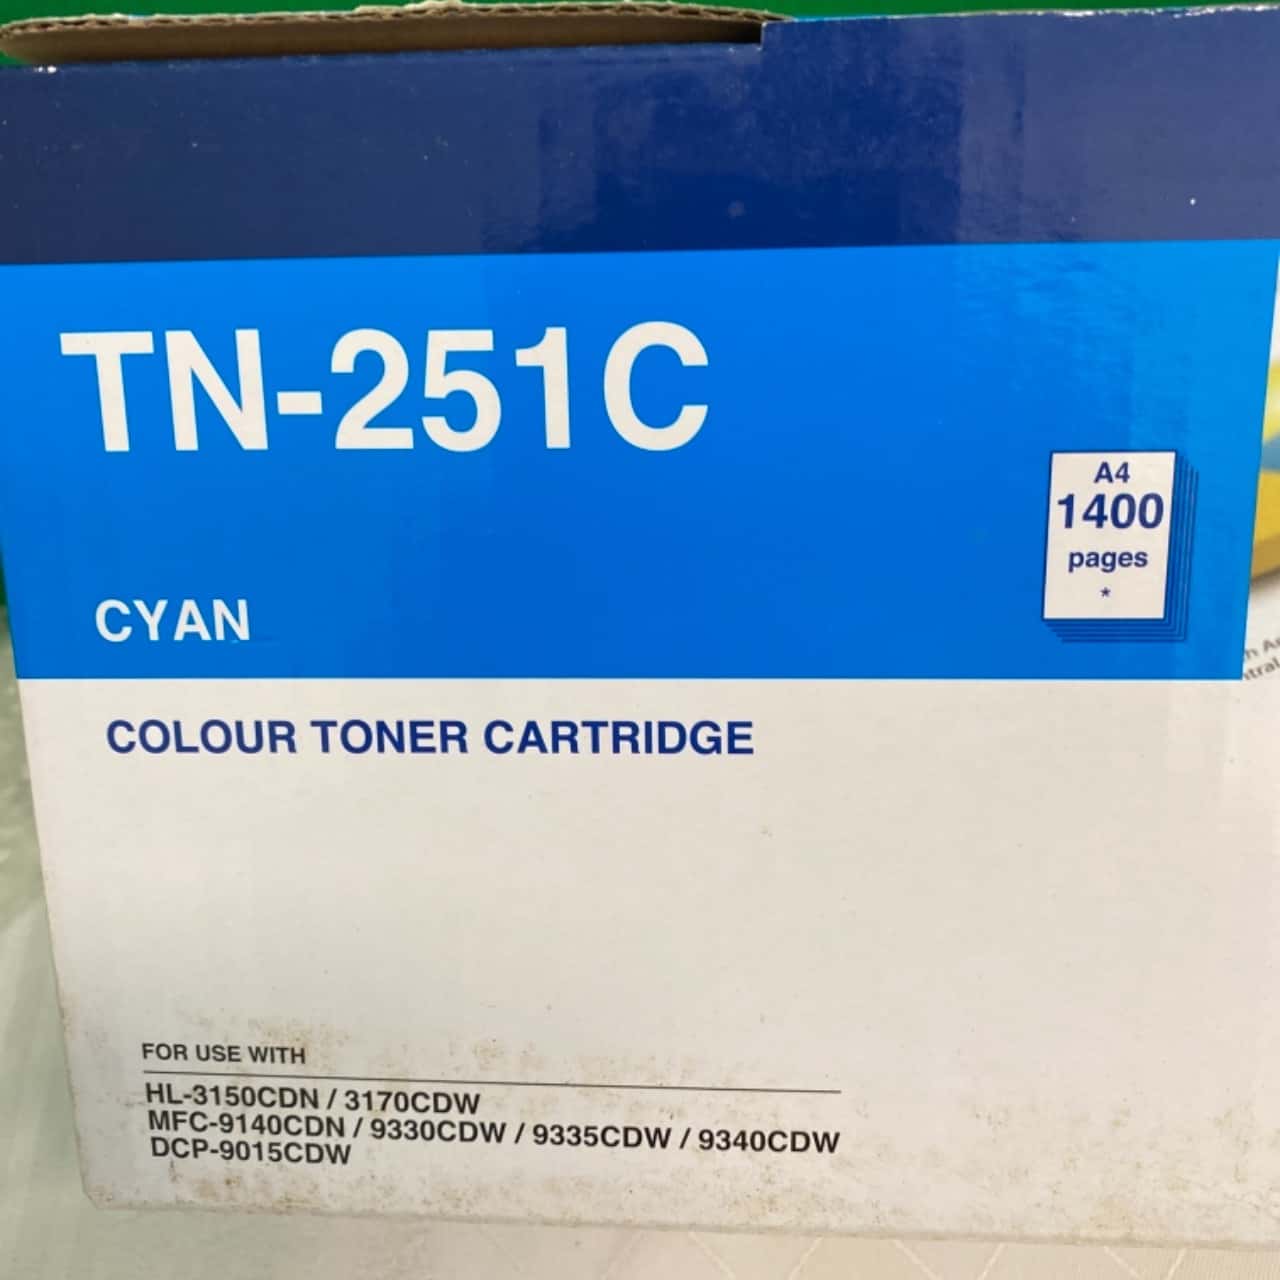 TN-251C
A4
1400
pages
*
CYAN
COLOUR TONER CARTRIDGE
FOR USE WITH
HL-3150CDN / 3170CDW
MFC-9140CDN / 9330CDW / 9335CDW / 9340CDW
DCP-9015CDW